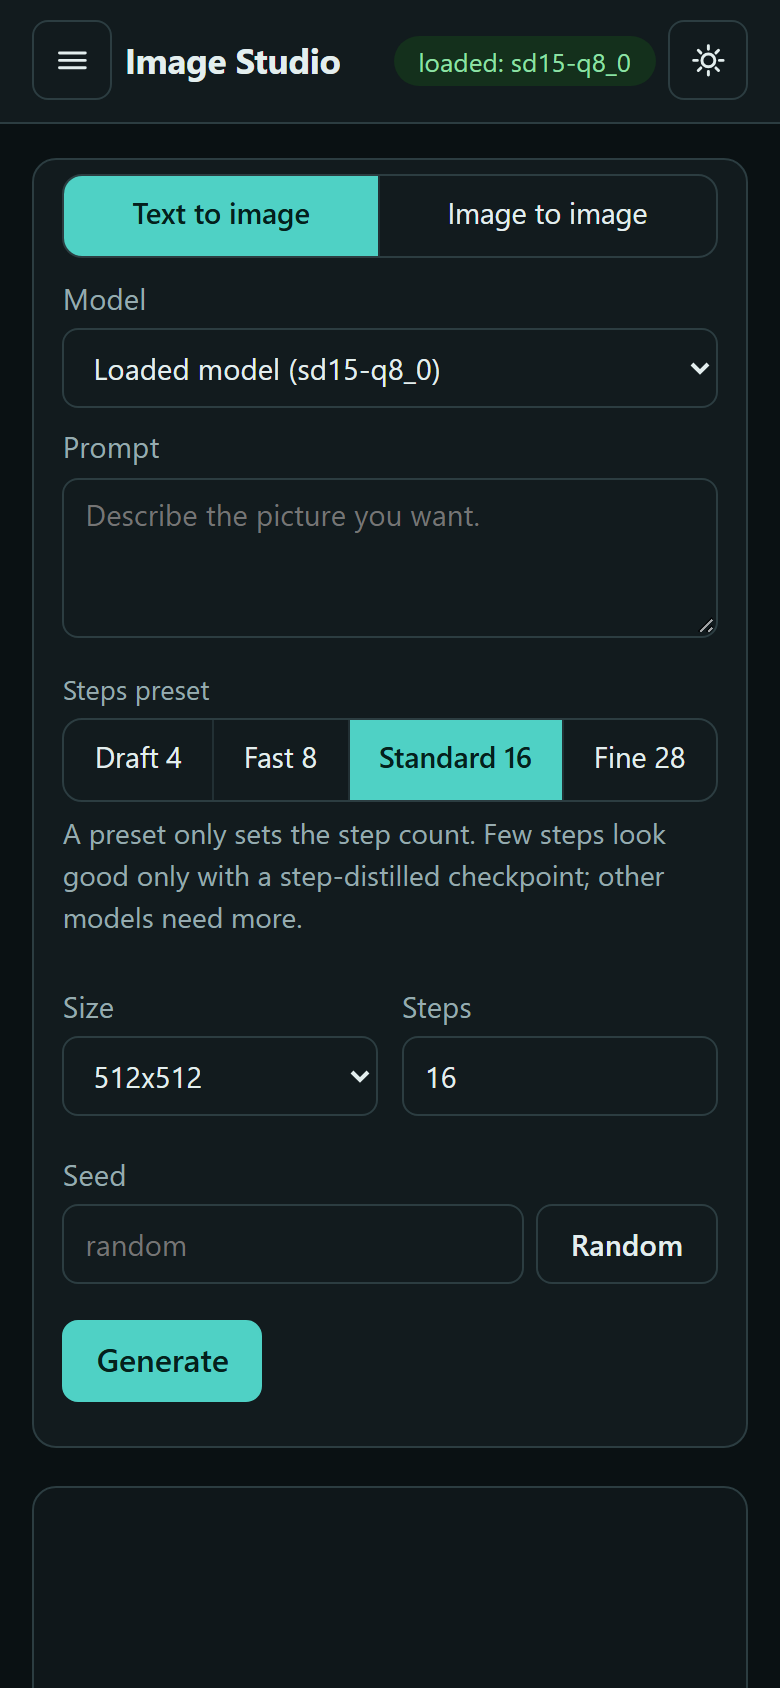 Image Studio
loaded: sd15-q8_0
Text to image
Image to image
Model
Loaded model (sd15-q8_0)
Prompt
Describe the picture you want.
Steps preset
Draft 4
Fast 8
Standard 16
Fine 28
A preset only sets the step count. Few steps look
good only with a step-distilled checkpoint; other
models need more.
Size
Steps
512x512
16
Seed
random
Random
Generate